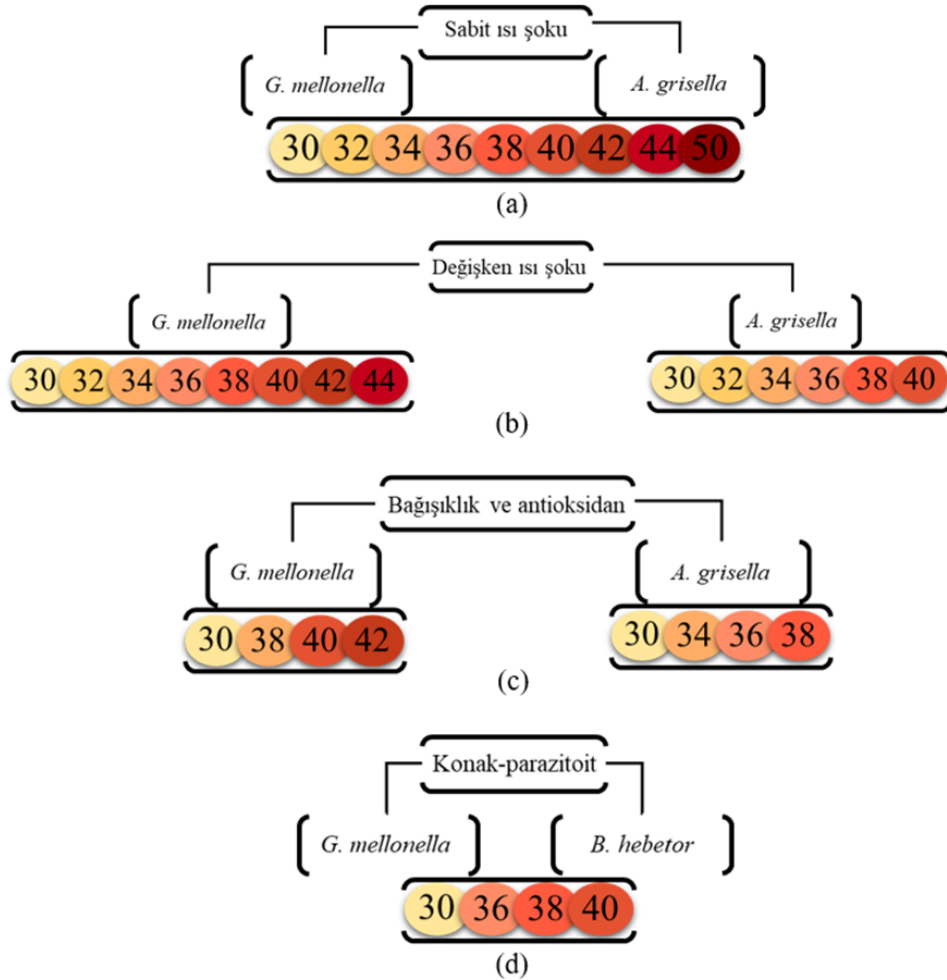 Sabit ısı şoku
G. mellonella A. grisella
30 32 34 36 38 40 42 44 50
(a)
Değişken ısı şoku
G. mellonella A. grisella
30 32 34 36 38 40 42 44 30 32 34 36 38 40
(b)
Bağışıklık ve antioksidan
G. mellonella A. grisella
30 38 40 42 30 34 36 38
(c)
Konak-parazitoit
G. mellonella B. hebetor
30 36 38 40
(d)